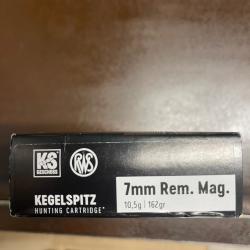 KS
GESCHOSS
RWS
KEGELSPITZ
HUNTING CARTRIDGE
7mm Rem. Mag.
10,5g | 162gr